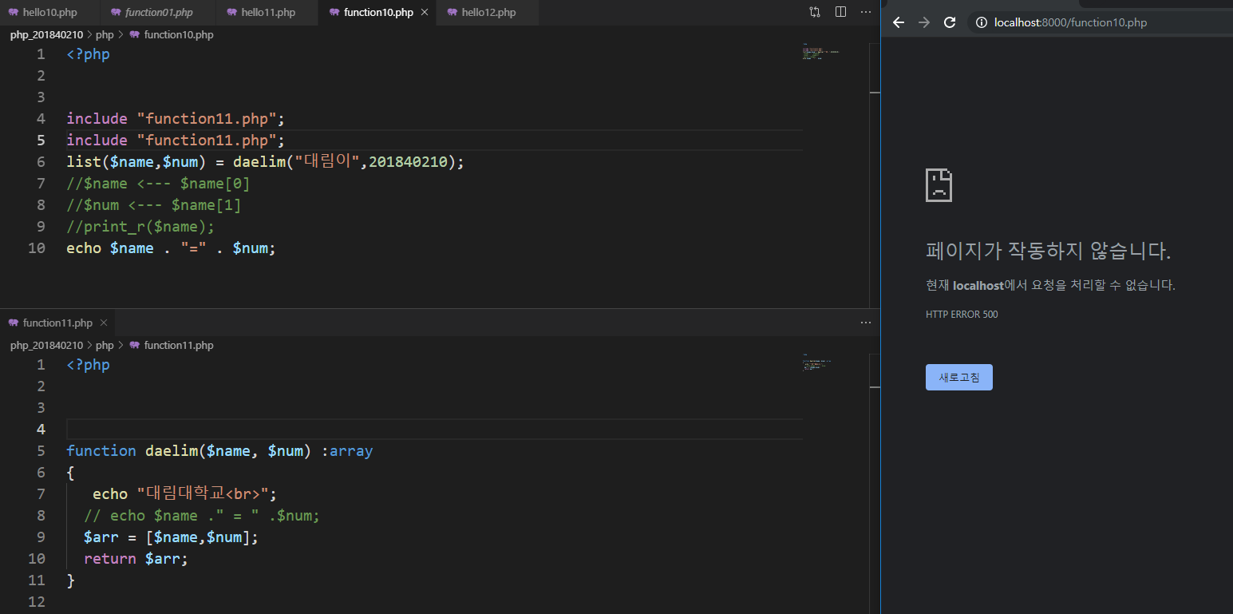 hello10.php function01.php hello11.php function10.php × hello12.php ...
php_201840210 > php > function10.php
1 <?php
2
3
4 include "function11.php";
5 include "function11.php";
6 list($name,$num) = daelim("대림이",201840210);
7 //$name <--- $name[0]
8 //$num <--- $name[1]
9 //print_r($name);
10 echo $name . "=" . $num;
function11.php × ...
php_201840210 > php > function11.php
1 <?php
2
3
4
5 function daelim($name, $num) :array
6 {
7 echo "대림대학교<br>";
8 // echo $name ." = " .$num;
9 $arr = [$name,$num];
10 return $arr;
11 }
12
localhost:8000/function10.php
페이지가 작동하지 않습니다.
현재 localhost에서 요청을 처리할 수 없습니다.
HTTP ERROR 500
새로고침